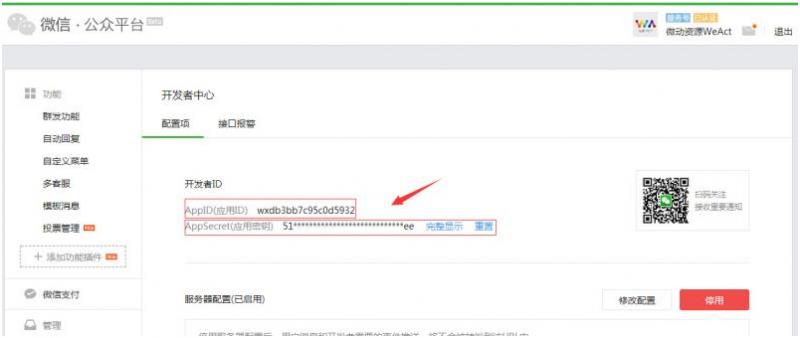 微信·公众平台 Beta
服务号 已认证
微动资源WeAct
退出
功能
群发功能
自动回复
自定义菜单
多客服
模板消息
投票管理
+ 添加功能插件
微信支付
管理
开发者中心
配置项 接口报警
开发者ID
AppID(应用ID) wxdb3bb7c95c0d5932
AppSecret(应用密钥) 51****************************ee 完整显示 重置
扫码关注
接收重要通知
服务器配置(已启用)
修改配置 停用